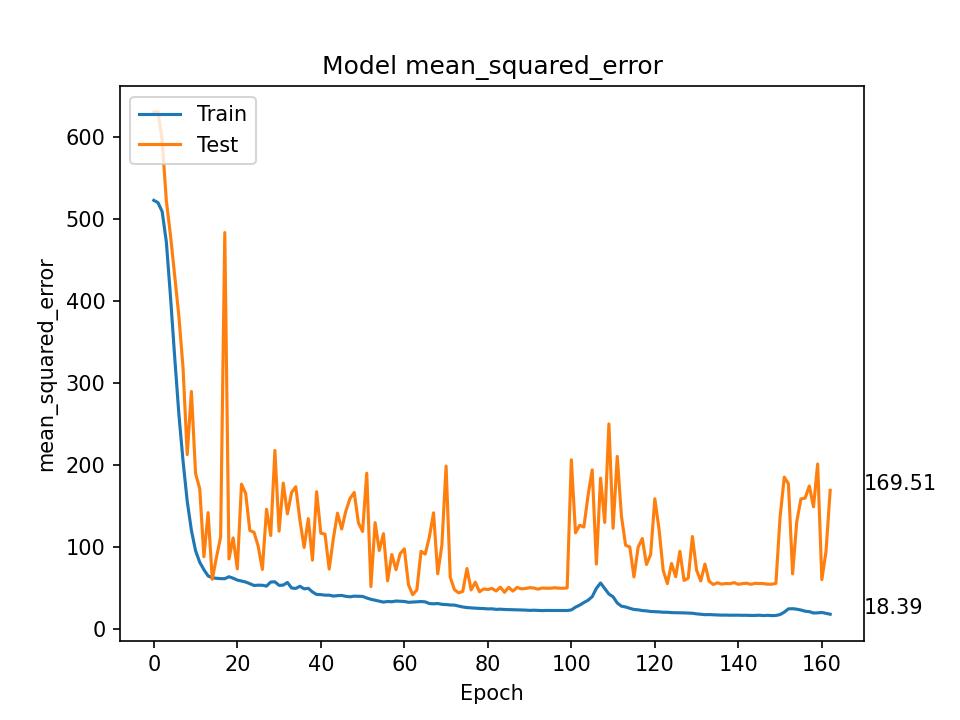 Model mean_squared_error
Train
Test
mean_squared_error
600
500
400
300
200
100
0
169.51
18.39
0 20 40 60 80 100 120 140 160
Epoch